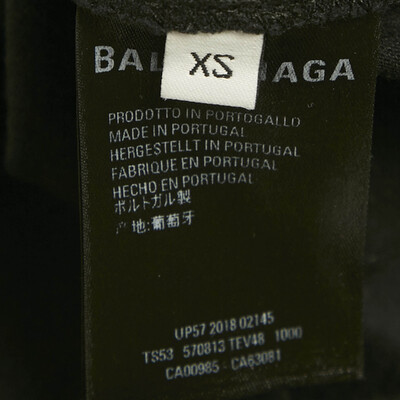 XS
BAL NAGA
PRODOTTO IN PORTOGALLO
MADE IN PORTUGAL
HERGESTELLT IN PORTUGAL
FABRIQUE EN PORTUGAL
HECHO EN PORTUGAL
ポルトガル製
产地:葡萄牙
UP57 2018 02145
TS53 570813 TEV48 1000
CA00985 - CA63081